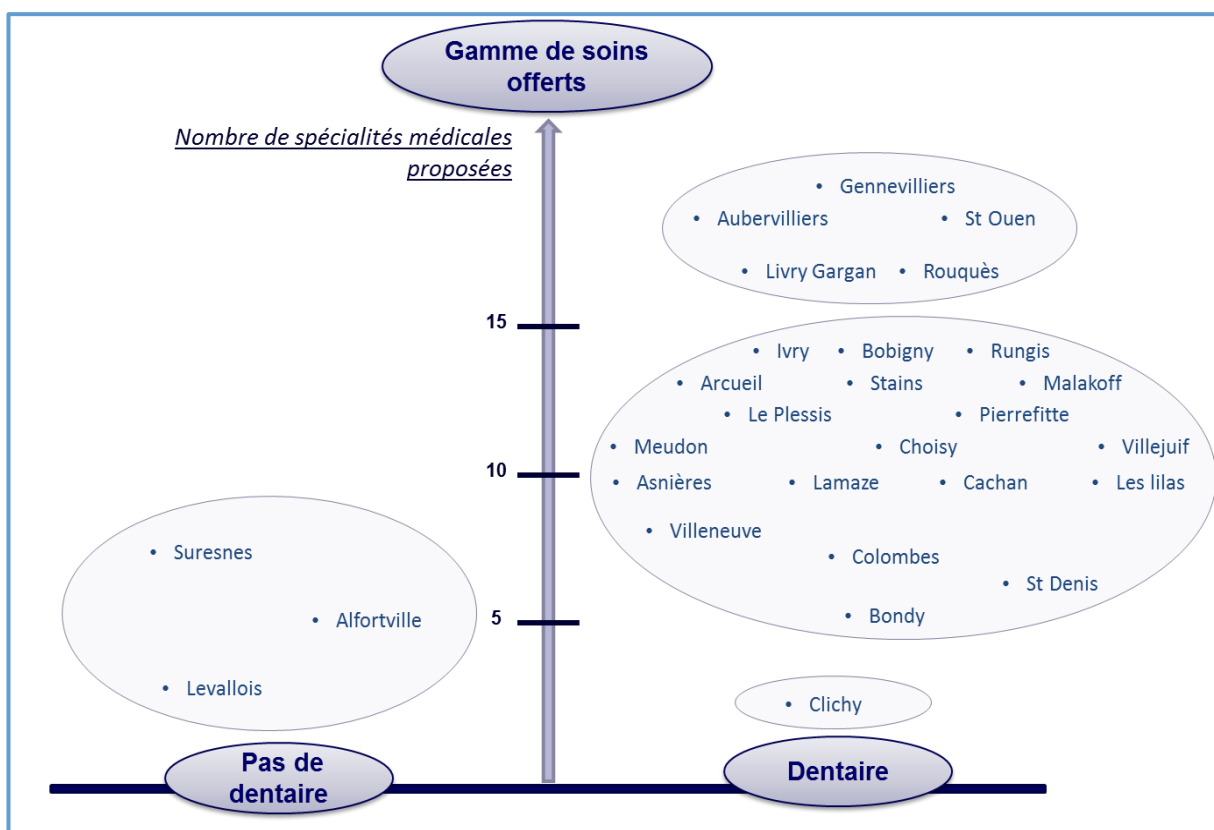 Gamme de soins
offerts
Nombre de spécialités médicales
proposées
• Gennevilliers
• Aubervilliers • St Ouen
• Livry Gargan • Rouquès
15
• Ivry • Bobigny • Rungis
• Arcueil • Stains • Malakoff
• Le Plessis • Pierrefitte
• Meudon • Choisy • Villejuif
10
• Asnières • Lamaze • Cachan • Les lilas
• Villeneuve
• Suresnes
• Colombes
• St Denis
• Alfortville
5
• Bondy
• Levallois
• Clichy
Pas de
dentaire
Dentaire